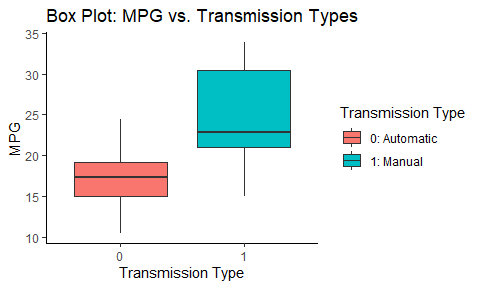 Box Plot: MPG vs. Transmission Types
35
30
25
20
15
10
MPG
0
1
Transmission Type
Transmission Type
0: Automatic
1: Manual